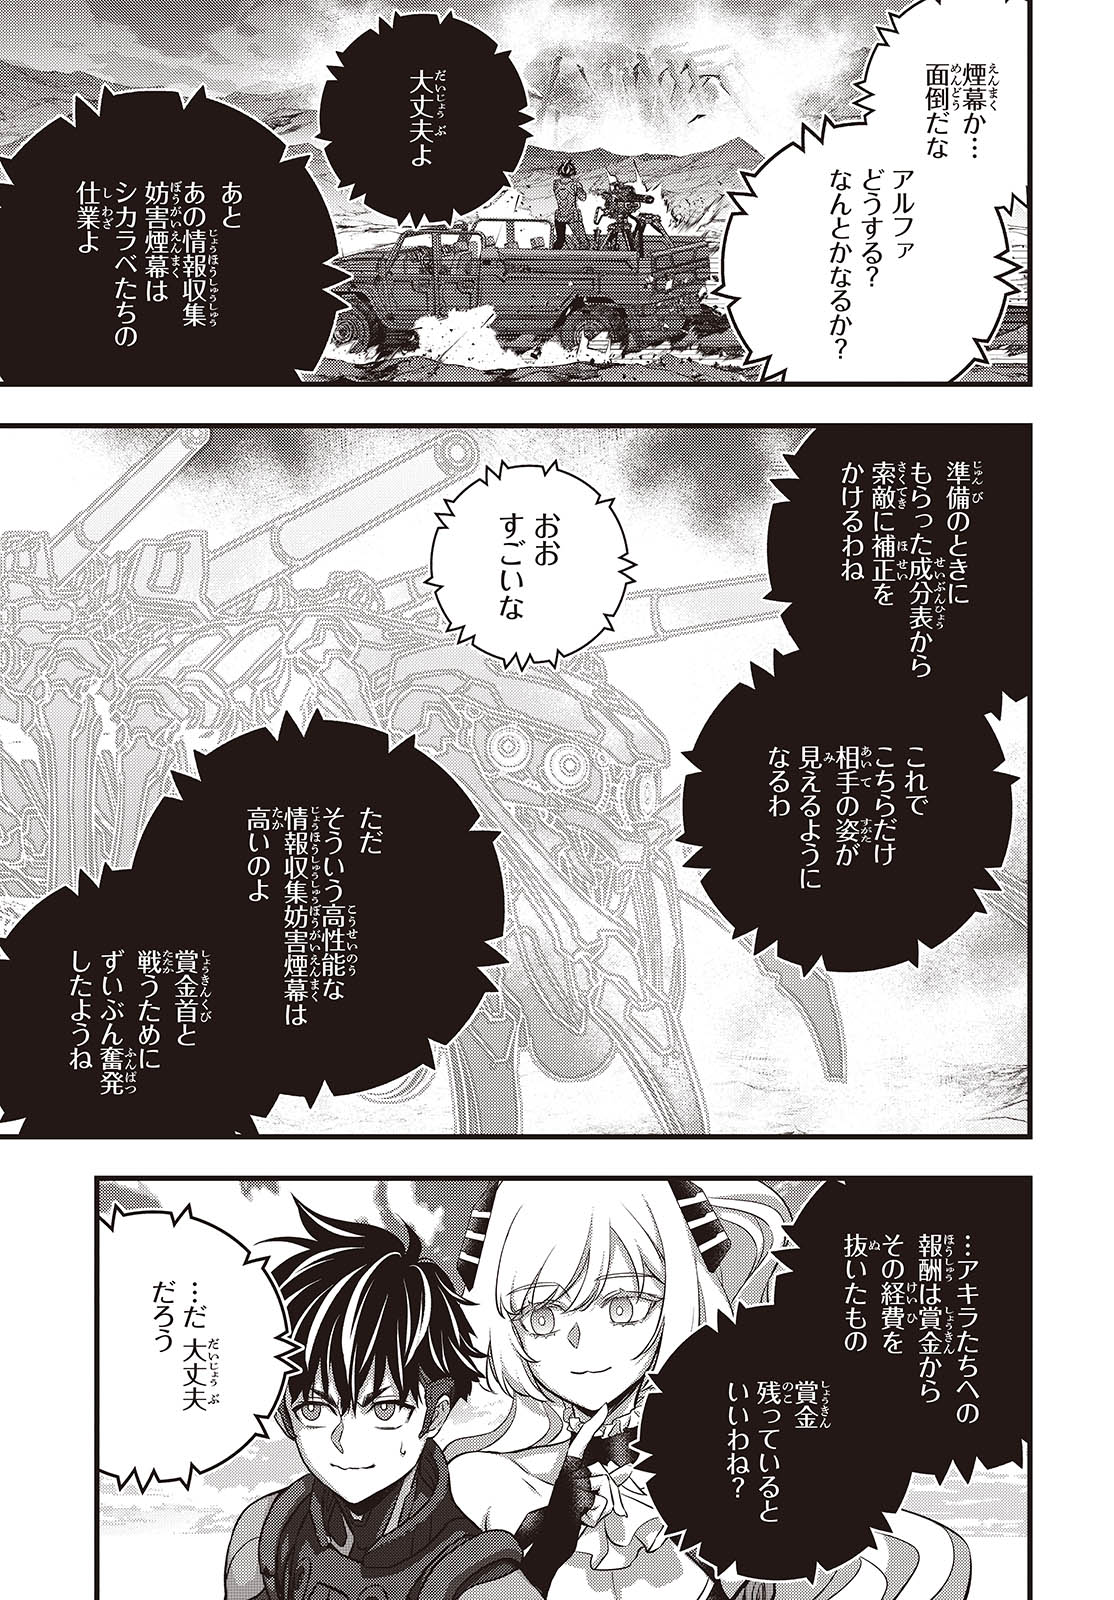 煙幕か…
面倒だな
アルファ
どうする？
なんとかなるか？
大丈夫よ
あと
あの情報収集
妨害煙幕は
シカラベたちの
仕業よ
準備のときに
もらった成分表から
索敵に補正を
かけるわね
これで
こちらだけ
相手の姿が
見えるように
なるわ
おお
すごいな
ただ
そういう高性能な
情報収集妨害煙幕は
高いのよ
賞金首と
戦うために
ずいぶん奮発
したようね
…アキラたちへの
報酬は賞金から
その経費を
抜いたもの
賞金
残っていると
いいわね？
…だ 大丈夫
だろう